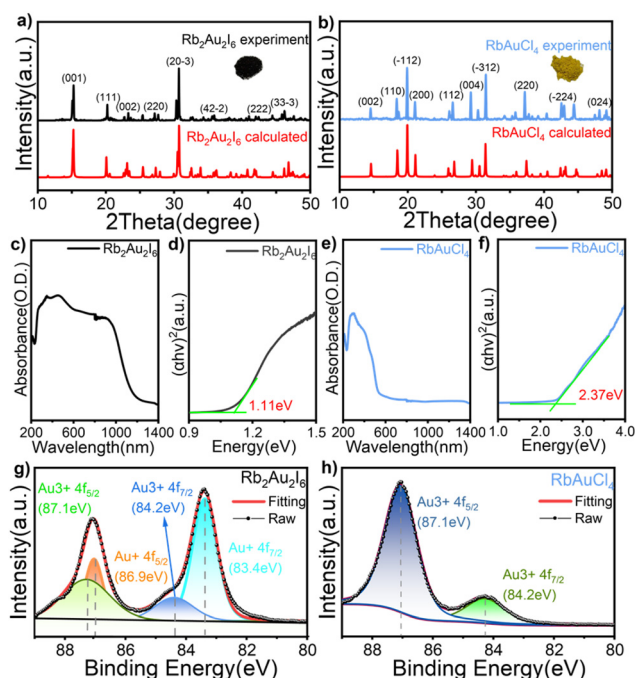 a)
Rb₂Au₂I₆ experiment
(20-3)
(001)
(111)
(002)
(220)
(42-2)
(222)
(33-3)
Rb₂Au₂I₆ calculated
Intensity(a.u.)
10 20 30 40 50
2Theta(degree)
b)
RbAuCl₄ experiment
(-112)
(-312)
(110)
(002)
(200)
(112)
(004)
(220)
(-224)
(024)
RbAuCl₄ calculated
Intensity(a.u.)
10 20 30 40 50
2Theta(degree)
c)
Rb₂Au₂I₆
Absorbance(O.D.)
200 600 1000 1400
Wavelength(nm)
d)
Rb₂Au₂I₆
(αhv)²(a.u.)
1.11eV
0.9 1.2 1.5
Energy(eV)
e)
RbAuCl₄
Absorbance(O.D.)
200 600 1000 1400
Wavelength(nm)
f)
RbAuCl₄
(αhv)²(a.u.)
2.37eV
1.0 2.0 3.0 4.0
Energy(eV)
g)
Rb₂Au₂I₆
Fitting
Raw
Au3+ 4f5/2
(87.1eV)
Au3+ 4f7/2
(84.2eV)
Au+ 4f5/2
(86.9eV)
Au+ 4f7/2
(83.4eV)
Intensity(a.u.)
88 86 84 82 80
Binding Energy(eV)
h)
RbAuCl₄
Fitting
Raw
Au3+ 4f5/2
(87.1eV)
Au3+ 4f7/2
(84.2eV)
Intensity(a.u.)
88 86 84 82 80
Binding Energy(eV)